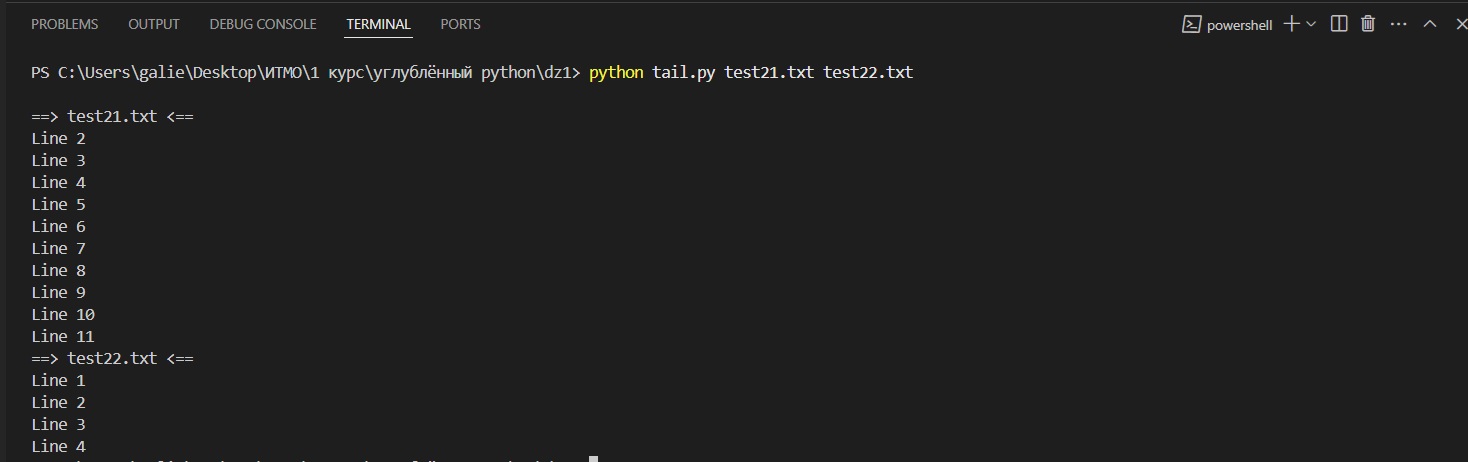 PROBLEMS OUTPUT DEBUG CONSOLE TERMINAL PORTS powershell
PS C:\Users\galie\Desktop\ИТМО\1 курс\углублённый python\dz1> python tail.py test21.txt test22.txt
==> test21.txt <==
Line 2
Line 3
Line 4
Line 5
Line 6
Line 7
Line 8
Line 9
Line 10
Line 11
==> test22.txt <==
Line 1
Line 2
Line 3
Line 4